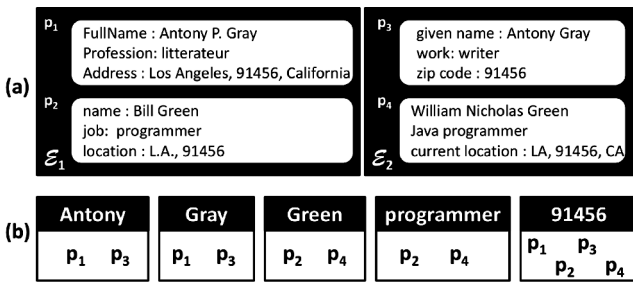 (a)
p1
FullName : Antony P. Gray
Profession: litterateur
Address : Los Angeles, 91456, California
p2
name : Bill Green
job: programmer
location : L.A., 91456
ℰ1
p3
given name : Antony Gray
work: writer
zip code : 91456
p4
William Nicholas Green
Java programmer
current location : LA, 91456, CA
ℰ2
(b)
Antony
p1 p3
Gray
p1 p3
Green
p2 p4
programmer
p2 p4
91456
p1 p3
p2 p4